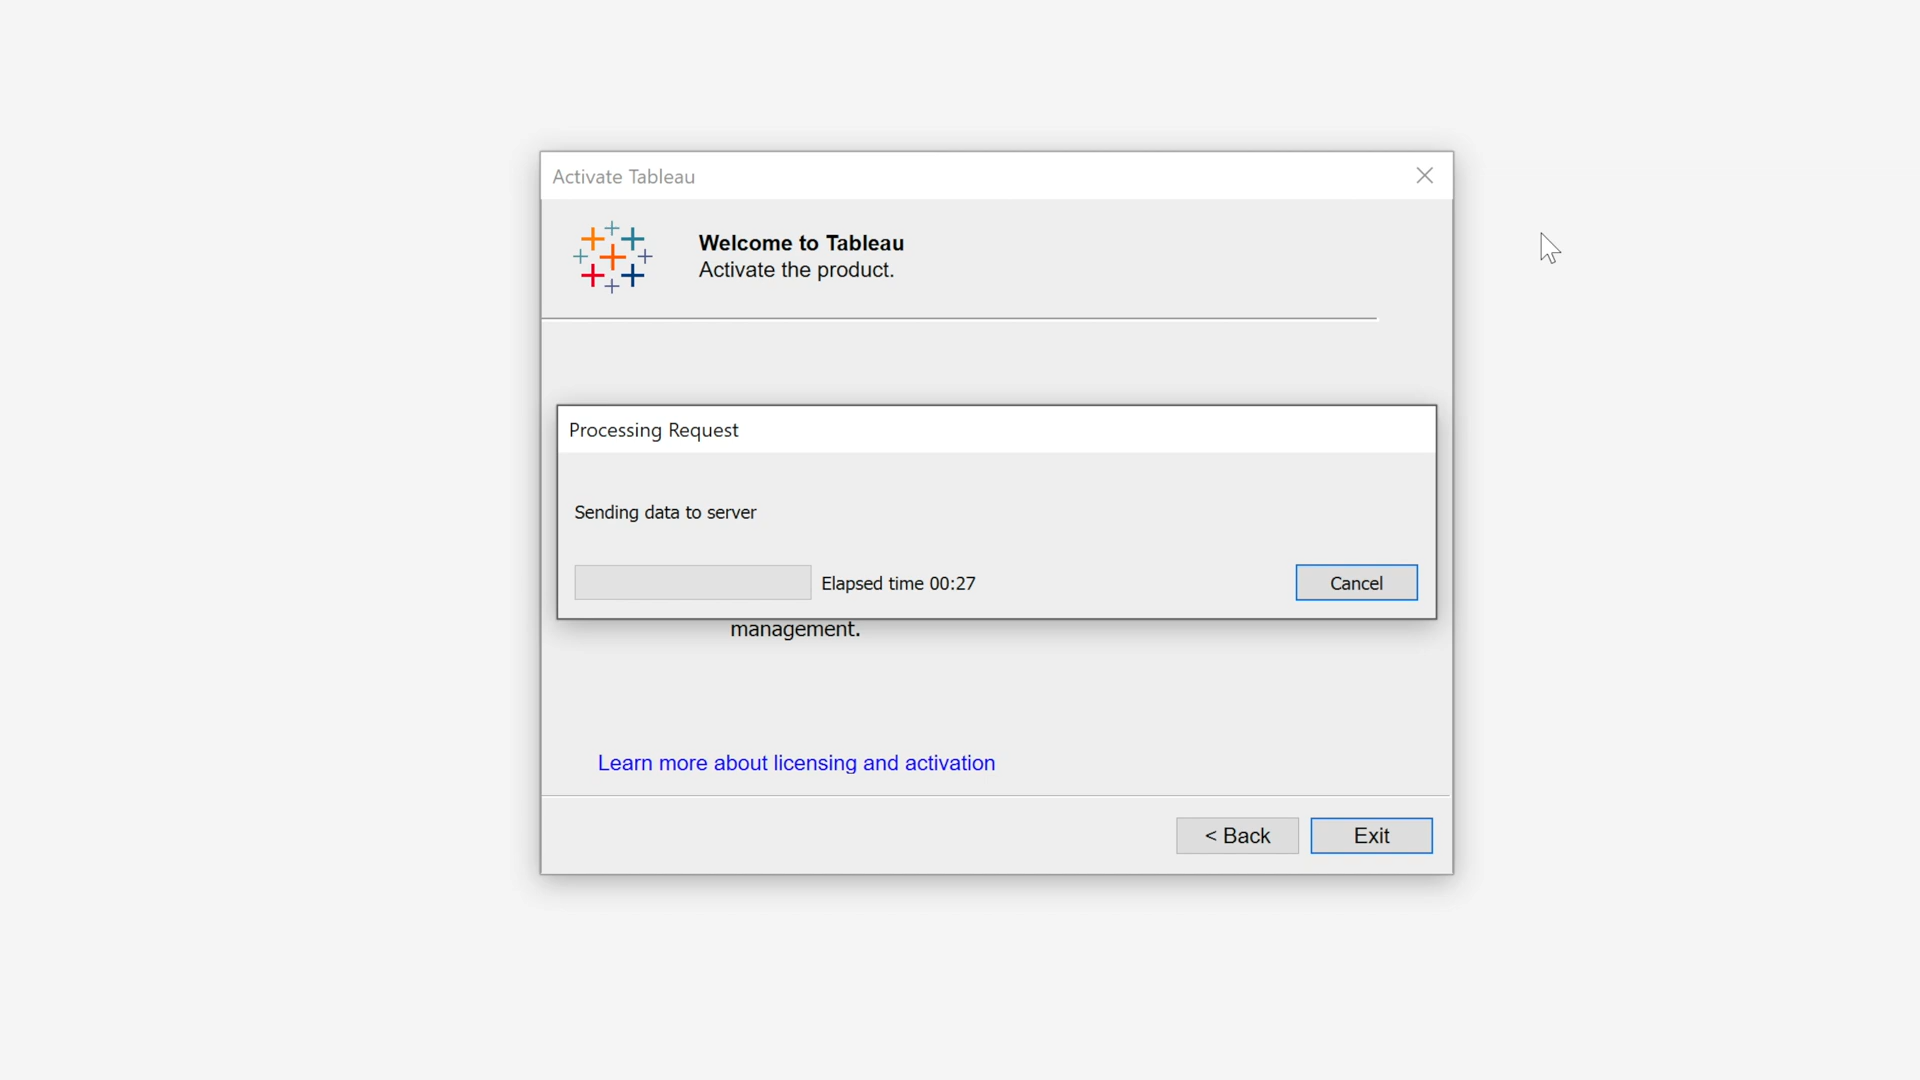 Activate Tableau
Welcome to Tableau
Activate the product.
Processing Request
Sending data to server
Elapsed time 00:27
Cancel
management.
Learn more about licensing and activation
< Back
Exit